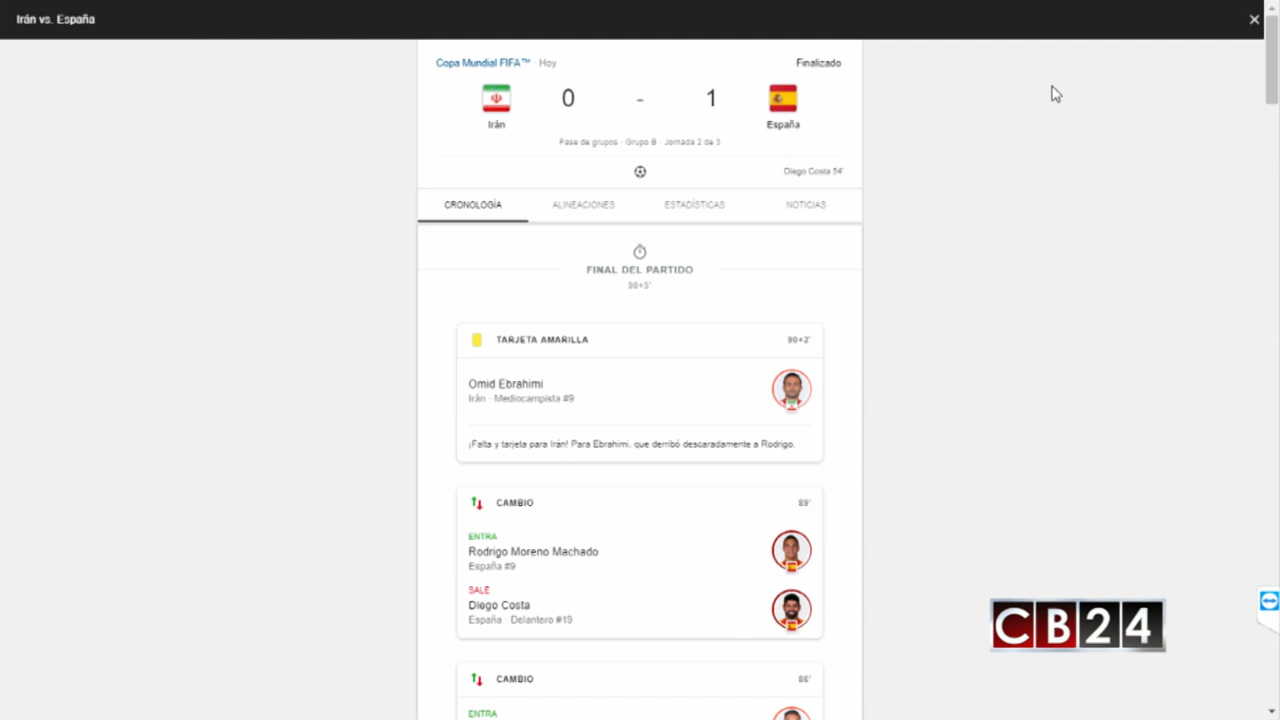 Irán vs. España
Copa Mundial FIFA™ · Hoy
Finalizado
0 - 1
Irán
España
Fase de grupos · Grupo B · Jornada 2 de 3
Diego Costa 54'
CRONOLOGÍA
ALINEACIONES
ESTADÍSTICAS
NOTICIAS
FINAL DEL PARTIDO
90+5'
TARJETA AMARILLA
90+2'
Omid Ebrahimi
Irán · Mediocampista #9
¡Falta y tarjeta para Irán! Para Ebrahimi, que derribó descaradamente a Rodrigo.
CAMBIO
89'
ENTRA
Rodrigo Moreno Machado
España #9
SALE
Diego Costa
España · Delantero #19
CB24
CAMBIO
86'
ENTRA